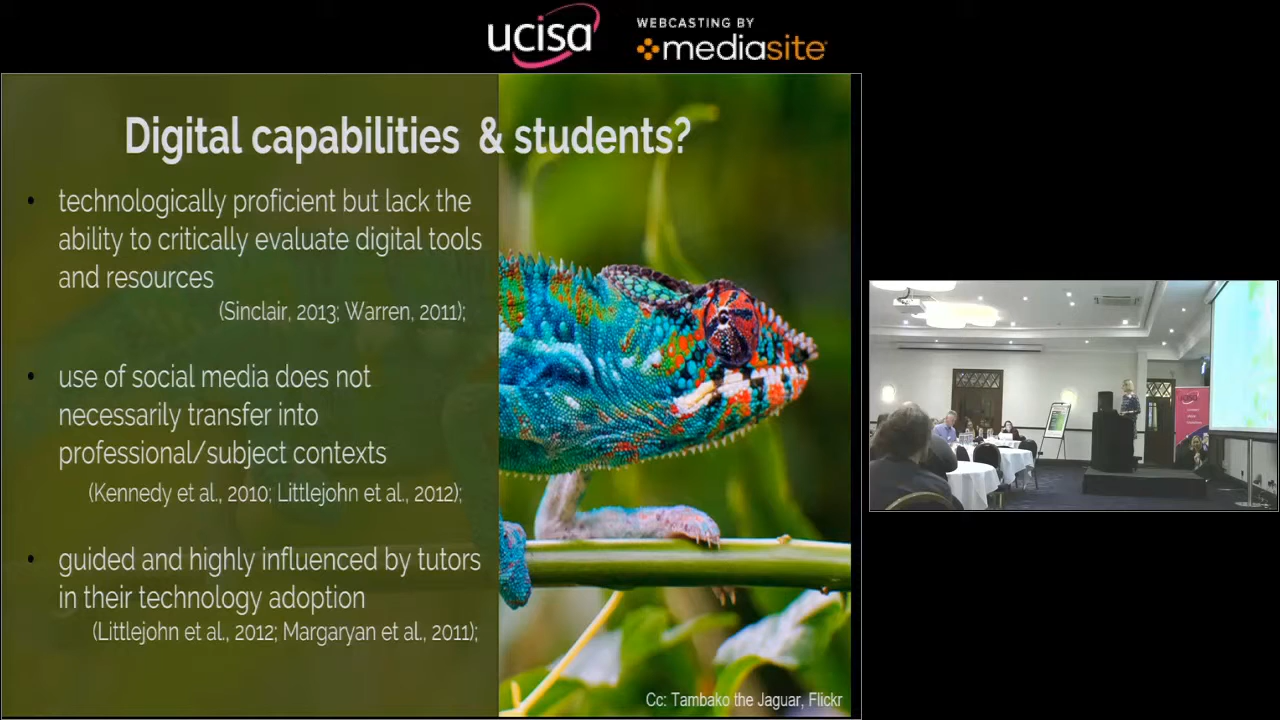 ucisa
WEBCASTING BY
mediasite
Digital capabilities & students?
• technologically proficient but lack the
ability to critically evaluate digital tools
and resources
(Sinclair, 2013; Warren, 2011);
• use of social media does not
necessarily transfer into
professional/subject contexts
(Kennedy et al., 2010; Littlejohn et al., 2012);
• guided and highly influenced by tutors
in their technology adoption
(Littlejohn et al., 2012; Margaryan et al., 2011);
Cc: Tambako the Jaguar, Flickr
ucisa